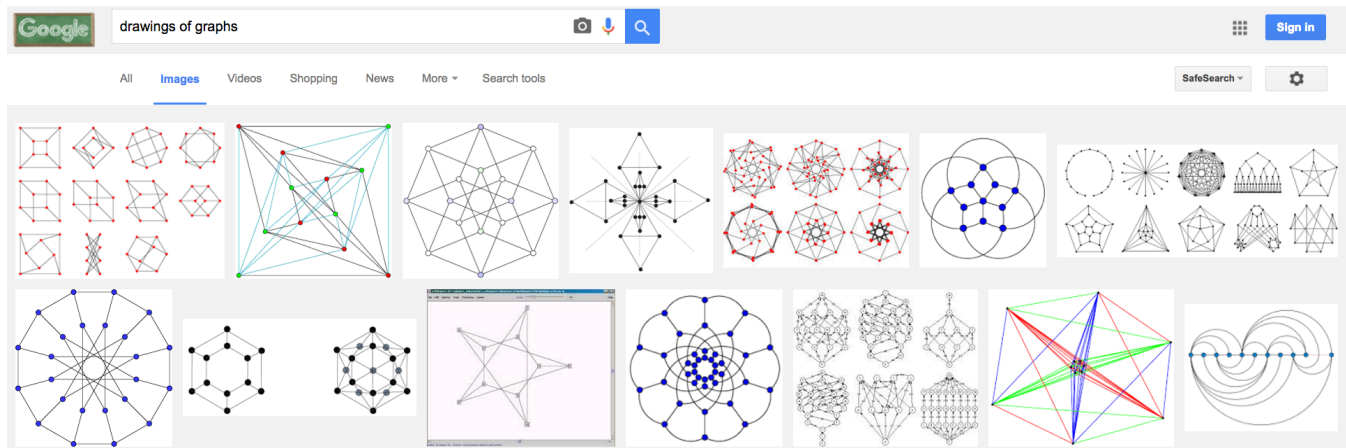 Google
drawings of graphs
Sign in
All Images Videos Shopping News More Search tools
SafeSearch